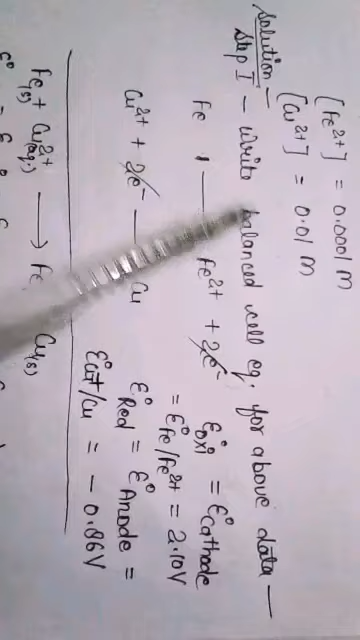 [Fe²⁺] = 0.0001 M
[Cu²⁺] = 0.01 M
Solution -
Step I - write balanced cell eq. for above data -
Fe — Fe²⁺ + 2e⁻ E°oxi = E°Cathode
= E°Fe/Fe²⁺ = 2.10V
Cu²⁺ + 2e⁻ — Cu E°Red = E°Anode =
E°Cu²⁺/Cu = - 0.86V
Fe(s) + Cu²⁺(aq.) → Fe Cu(s)